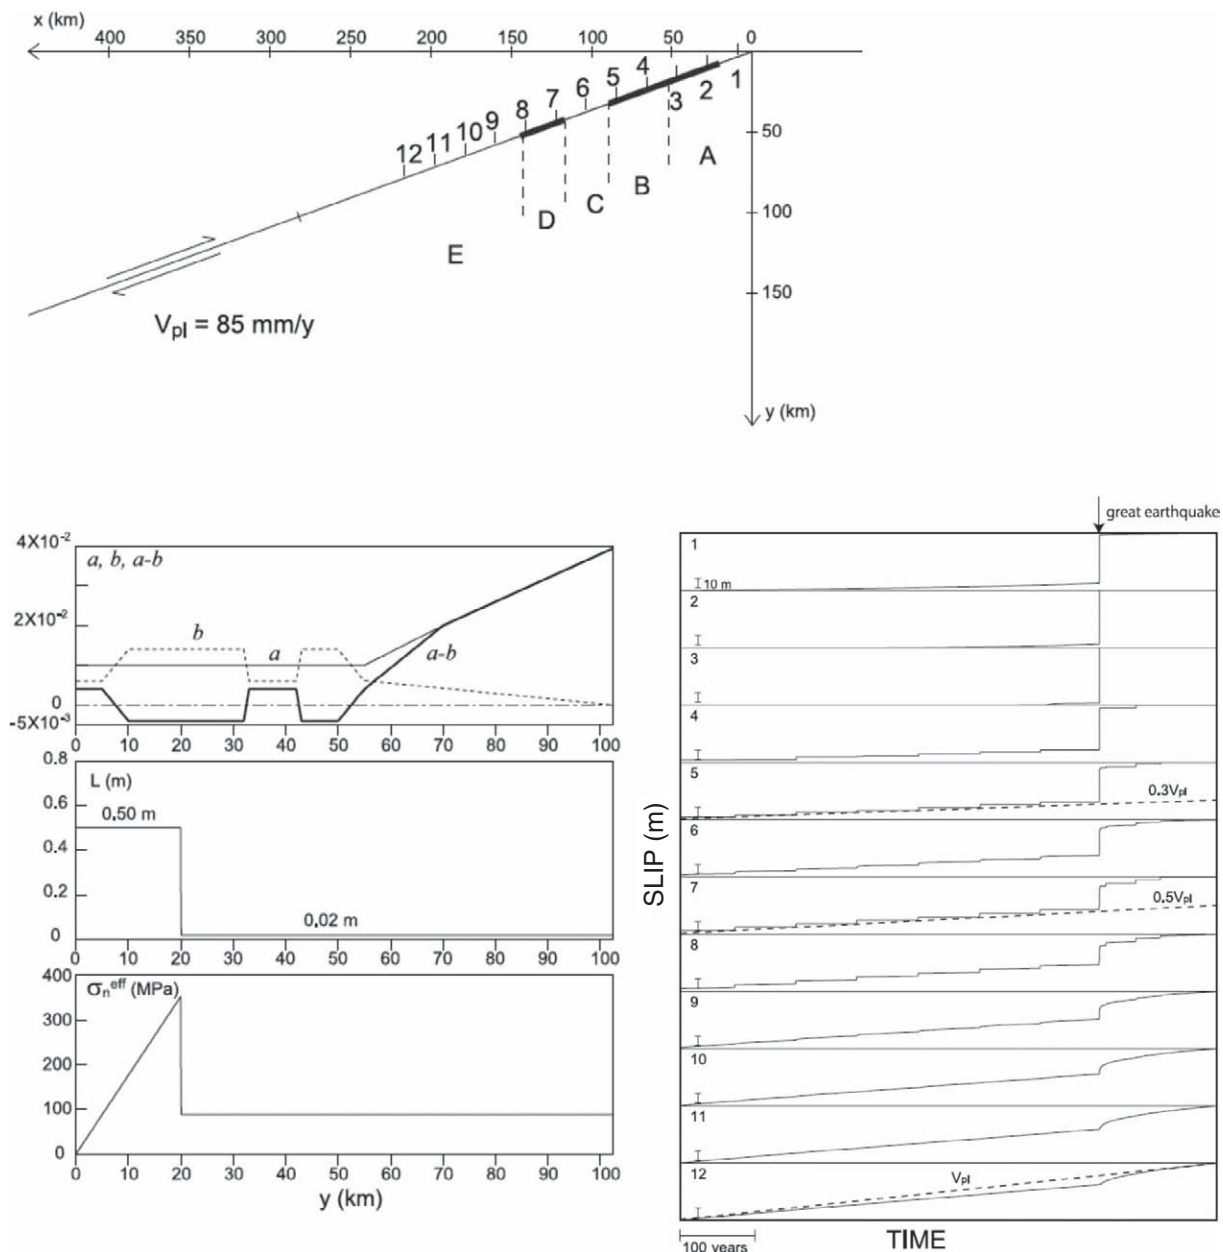 x (km)
400 350 300 250 200 150 100 50 0
1
2
3
4
5
6
7
8
9
10
11
12
A
B
C
D
E
50
100
150
y (km)
Vpl = 85 mm/y
4X10⁻²
2X10⁻²
0
-5X10⁻³
a, b, a-b
b
a
a-b
0 10 20 30 40 50 60 70 80 90 100
0.8
0.6
0.4
0.2
0
L (m)
0.50 m
0.02 m
0 10 20 30 40 50 60 70 80 90 100
400
300
200
100
0
σₙᵉᶠᶠ (MPa)
0 10 20 30 40 50 60 70 80 90 100
y (km)
great earthquake
1
10 m
2
3
4
5
0.3Vpl
6
7
0.5Vpl
8
9
10
11
12
Vpl
SLIP (m)
100 years
TIME